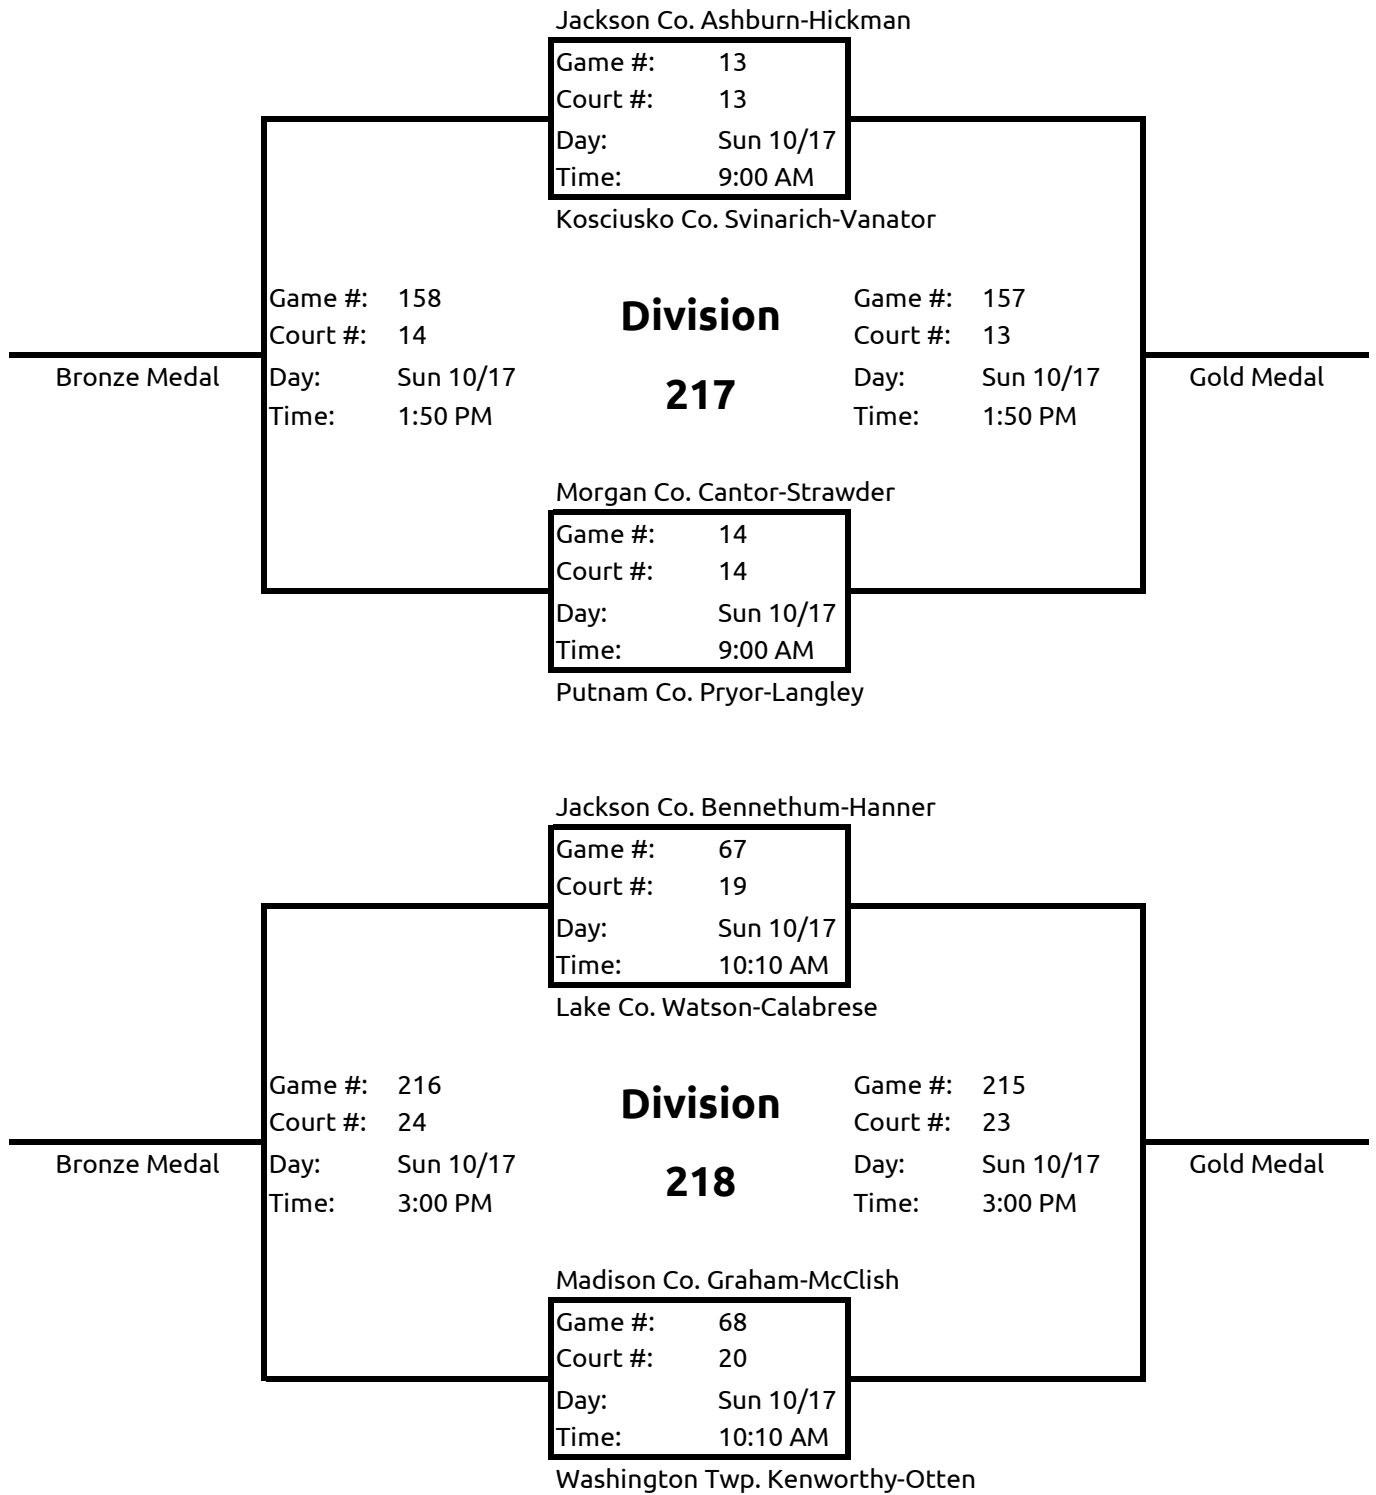 Jackson Co. Ashburn-Hickman
Game #: 13
Court #: 13
Day: Sun 10/17
Time: 9:00 AM
Kosciusko Co. Svinarich-Vanator
Game #: 158
Court #: 14
Bronze Medal
Day: Sun 10/17
Time: 1:50 PM
Division
217
Game #: 157
Court #: 13
Day: Sun 10/17
Time: 1:50 PM
Gold Medal
Morgan Co. Cantor-Strawder
Game #: 14
Court #: 14
Day: Sun 10/17
Time: 9:00 AM
Putnam Co. Pryor-Langley
Jackson Co. Bennethum-Hanner
Game #: 67
Court #: 19
Day: Sun 10/17
Time: 10:10 AM
Lake Co. Watson-Calabrese
Game #: 216
Court #: 24
Bronze Medal
Day: Sun 10/17
Time: 3:00 PM
Division
218
Game #: 215
Court #: 23
Day: Sun 10/17
Time: 3:00 PM
Gold Medal
Madison Co. Graham-McClish
Game #: 68
Court #: 20
Day: Sun 10/17
Time: 10:10 AM
Washington Twp. Kenworthy-Otten